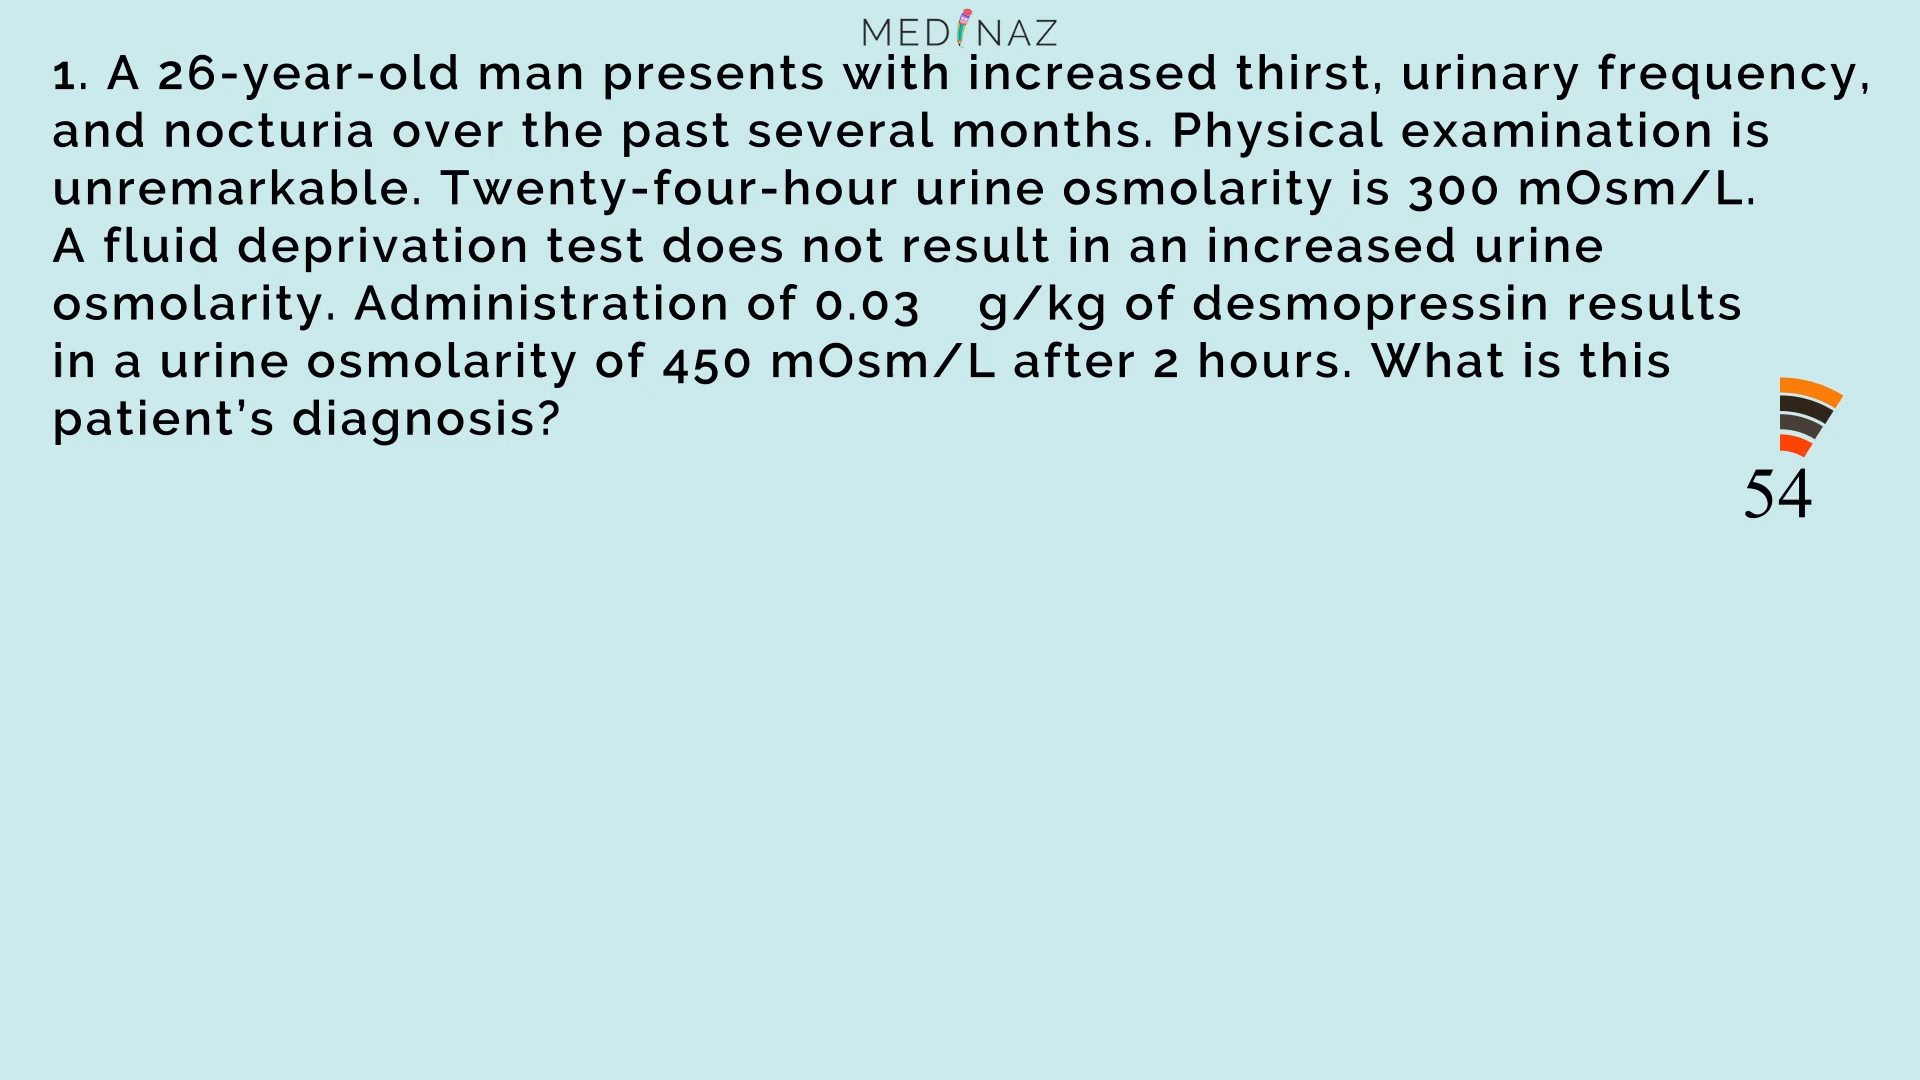 MEDINAZ
1. A 26-year-old man presents with increased thirst, urinary frequency,
and nocturia over the past several months. Physical examination is
unremarkable. Twenty-four-hour urine osmolarity is 300 mOsm/L.
A fluid deprivation test does not result in an increased urine
osmolarity. Administration of 0.03 g/kg of desmopressin results
in a urine osmolarity of 450 mOsm/L after 2 hours. What is this
patient’s diagnosis?
54